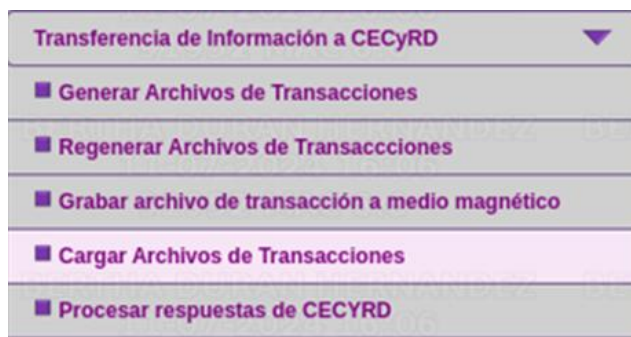 Transferencia de Información a CECyRD
Generar Archivos de Transacciones
Regenerar Archivos de Transaccciones
Grabar archivo de transacción a medio magnético
Cargar Archivos de Transacciones
Procesar respuestas de CECYRD